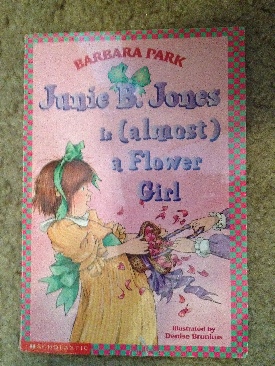 BARBARA PARK
Junie B. Jones
is (almost)
a Flower
Girl
Illustrated by
Denise Brunkus
SCHOLASTIC